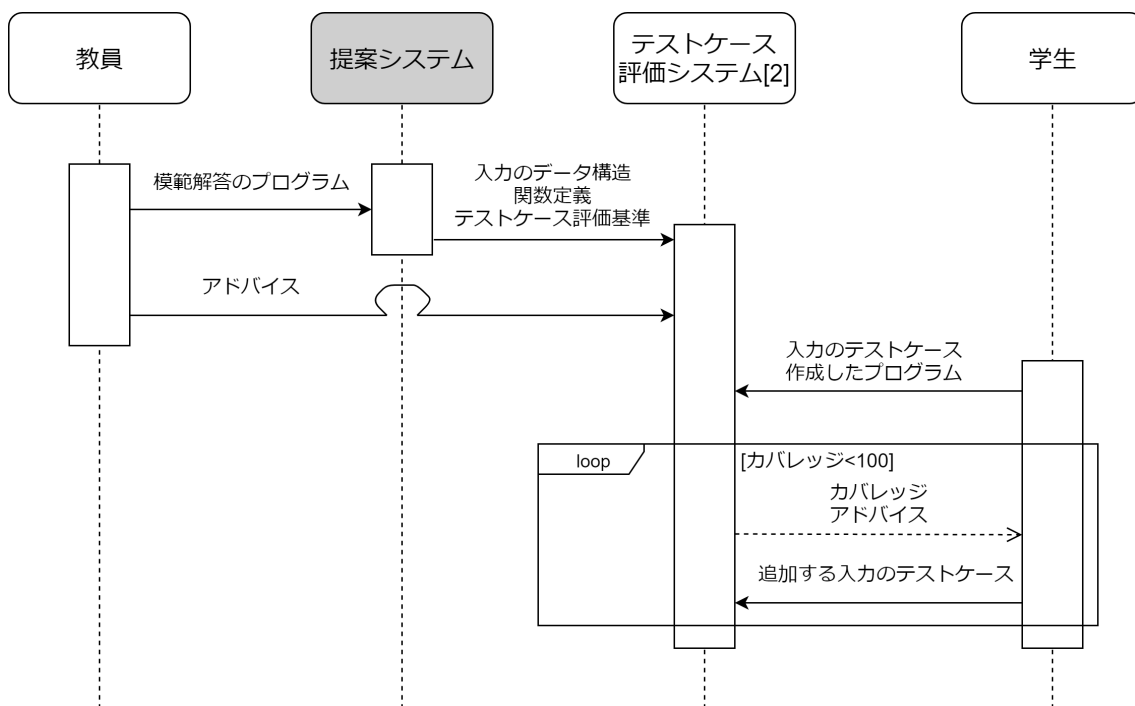 教員
提案システム
テストケース
評価システム[2]
学生
模範解答のプログラム
入力のデータ構造
関数定義
テストケース評価基準
アドバイス
入力のテストケース
作成したプログラム
loop
[カバレッジ<100]
カバレッジ
アドバイス
追加する入力のテストケース